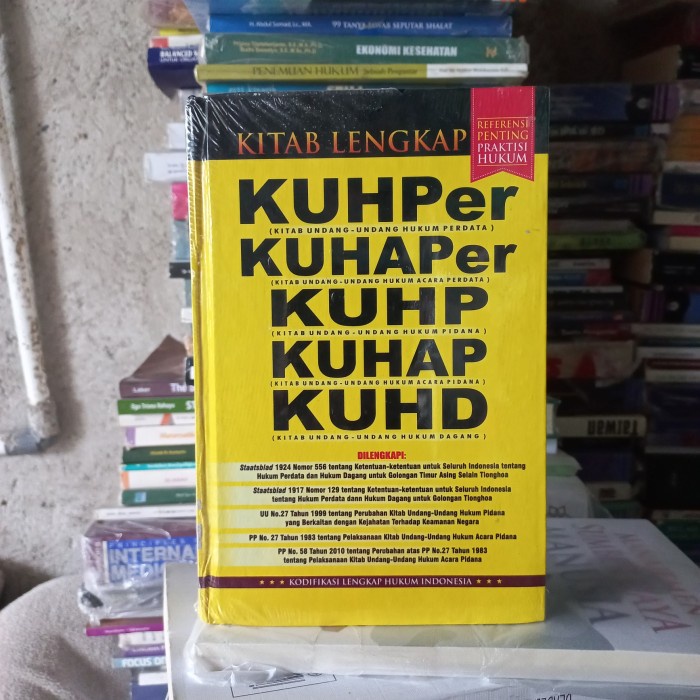 99 TANYA JAWAB SEPUTAR SHALAT
EKONOMI KESEHATAN
PENEMUAN HUKUM
KITAB LENGKAP
REFERENSI
PENTING
PRAKTISI
HUKUM
KUHPer
( KITAB UNDANG-UNDANG HUKUM PERDATA )
KUHAPer
( KITAB UNDANG-UNDANG HUKUM ACARA PERDATA )
KUHP
( KITAB UNDANG-UNDANG HUKUM PIDANA )
KUHAP
( KITAB UNDANG-UNDANG HUKUM ACARA PIDANA )
KUHD
( KITAB UNDANG-UNDANG HUKUM DAGANG )
DILENGKAPI:
Staatsblad 1924 Nomor 556 tentang Ketentuan-ketentuan untuk Seluruh Indonesia tentang
Hukum Perdata dan Hukum Dagang untuk Golongan Timur Asing Selain Tionghoa
Staatsblad 1917 Nomor 129 tentang Ketentuan-ketentuan untuk Seluruh Indonesia
tentang Hukum Perdata dann Hukum Dagang untuk Golongan Tionghoa
UU No.27 Tahun 1999 tentang Perubahan Kitab Undang-Undang Hukum Pidana
yang Berkaitan dengan Kejahatan Terhadap Keamanan Negara
PP No. 27 Tahun 1983 tentang Pelaksanaan Kitab Undang-Undang Hukum Acara Pidana
PP No. 58 Tahun 2010 tentang Perubahan atas PP No.27 Tahun 1983
tentang Pelaksanaan Kitab Undang-Undang Hukum Acara Pidana
KODIFIKASI LENGKAP HUKUM INDONESIA